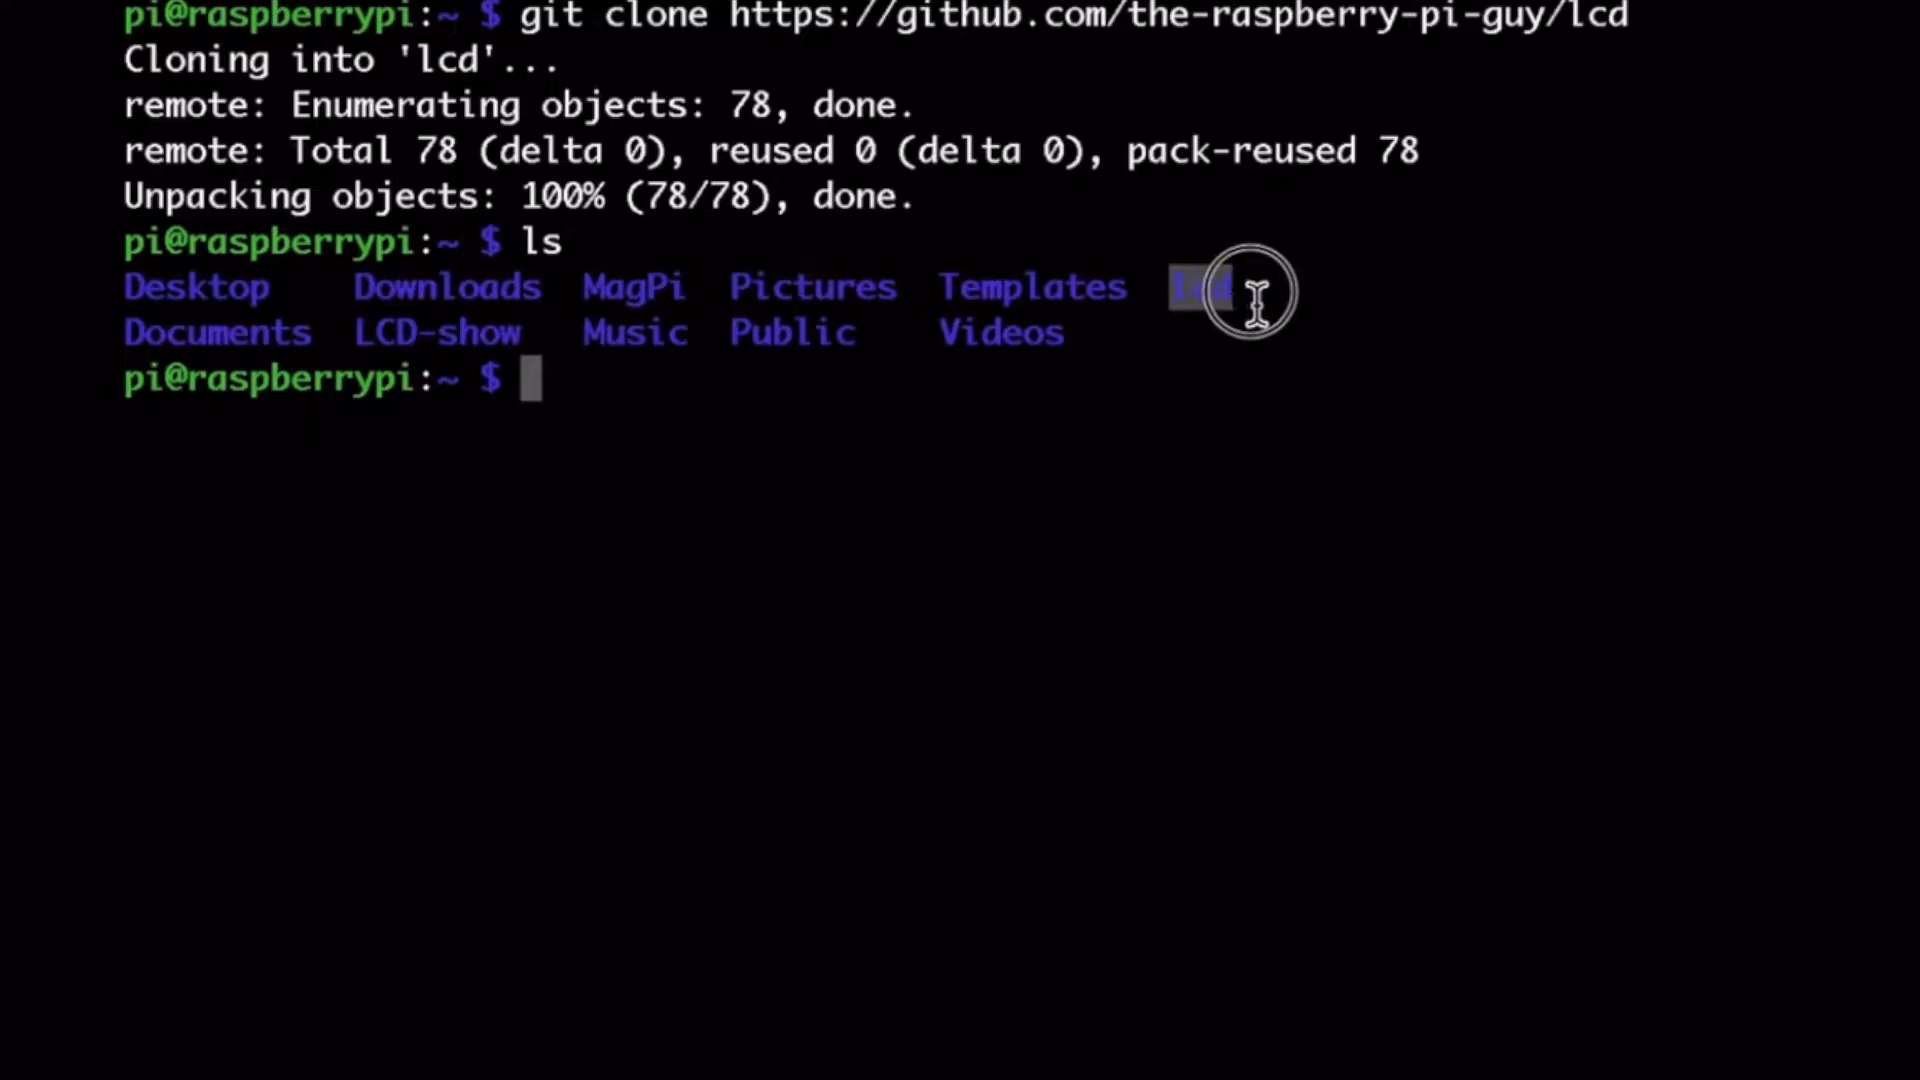 pi@raspberrypi:~ $ git clone https://github.com/the-raspberry-pi-guy/lcd
Cloning into 'lcd'...
remote: Enumerating objects: 78, done.
remote: Total 78 (delta 0), reused 0 (delta 0), pack-reused 78
Unpacking objects: 100% (78/78), done.
pi@raspberrypi:~ $ ls
Desktop Downloads MagPi Pictures Templates lcd
Documents LCD-show Music Public Videos
pi@raspberrypi:~ $